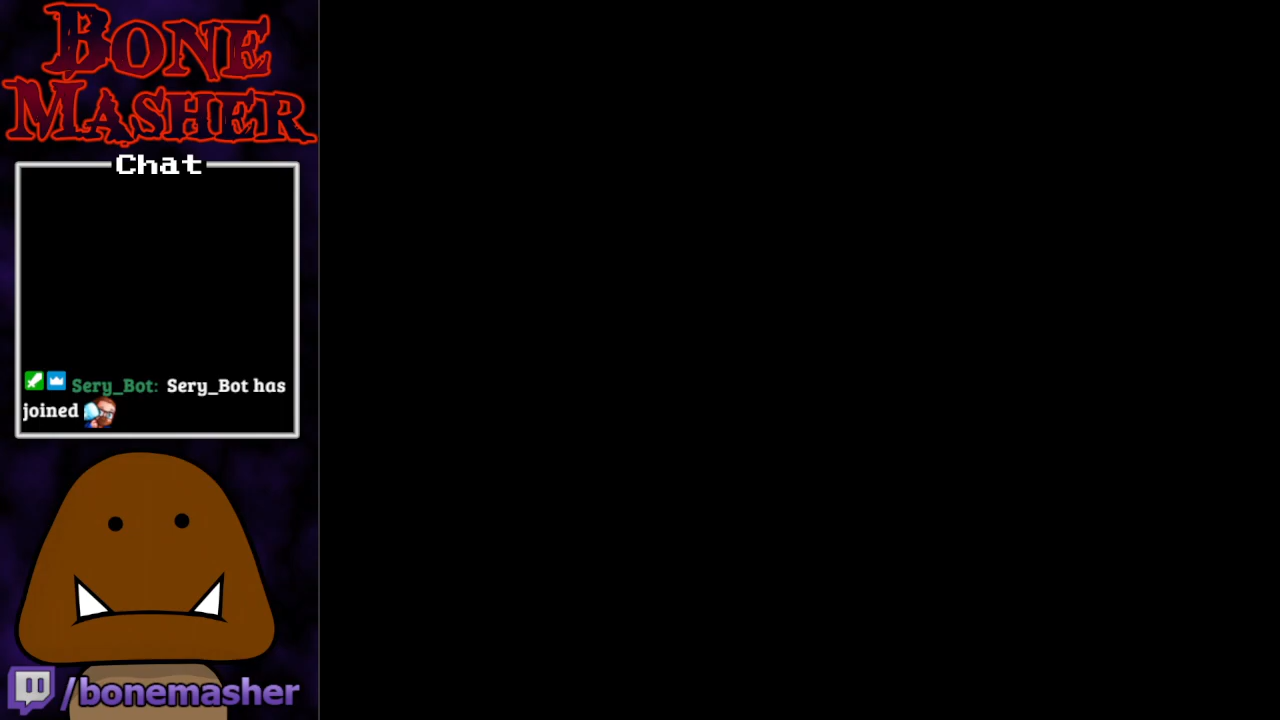 Bone
Masher
Chat
Sery_Bot: Sery_Bot has
joined
/bonemasher